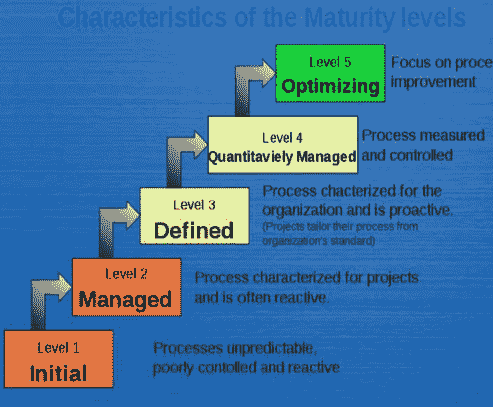 Characteristics of the Maturity levels
Level 5
Optimizing
Focus on proce
improvement
Level 4
Quantitaviely Managed
Process measured
and controlled
Level 3
Defined
Process chacterized for the
organization and is proactive.
(Projects tailor their process from
organization's standard)
Level 2
Managed
Process characterized for projects
and is often reactive.
Level 1
Initial
Processes unpredictable,
poorly contolled and reactive